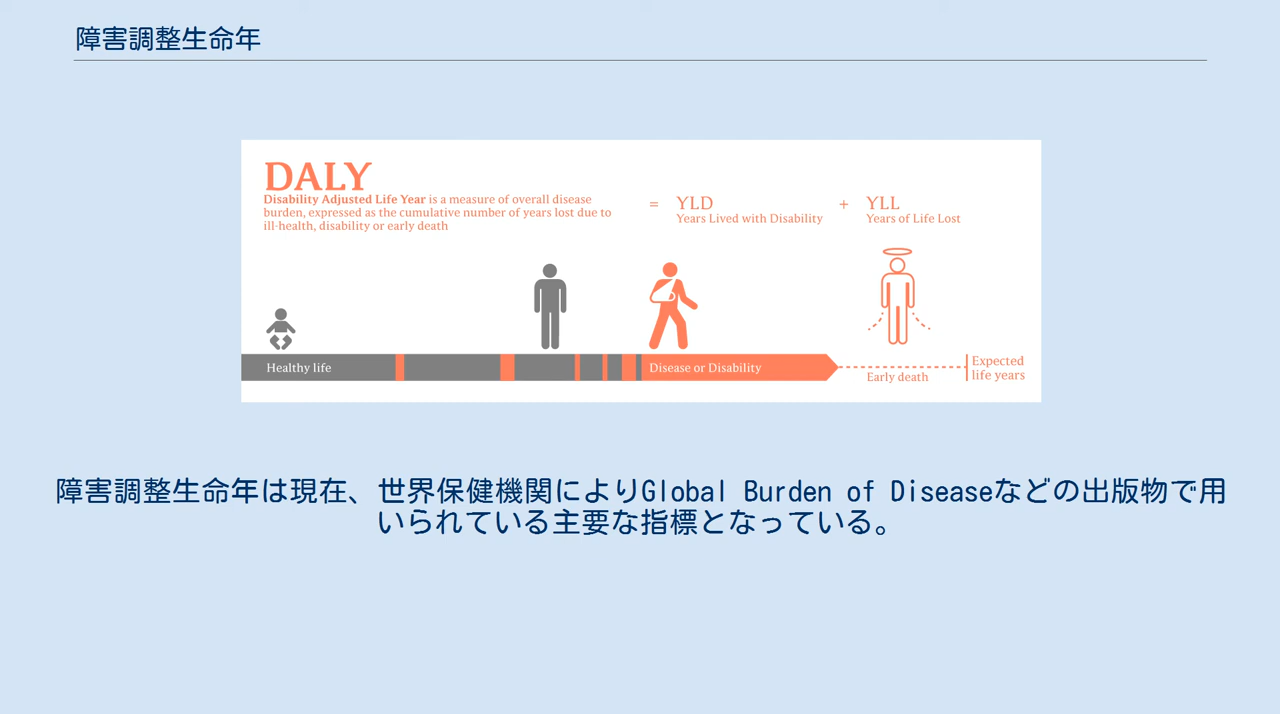 障害調整生命年
DALY
Disability Adjusted Life Year is a measure of overall disease
burden, expressed as the cumulative number of years lost due to
ill-health, disability or early death
= YLD + YLL
Years Lived with Disability Years of Life Lost
Healthy life
Disease or Disability
Early death
Expected
life years
障害調整生命年は現在、世界保健機関によりGlobal Burden of Diseaseなどの出版物で用
いられている主要な指標となっている。